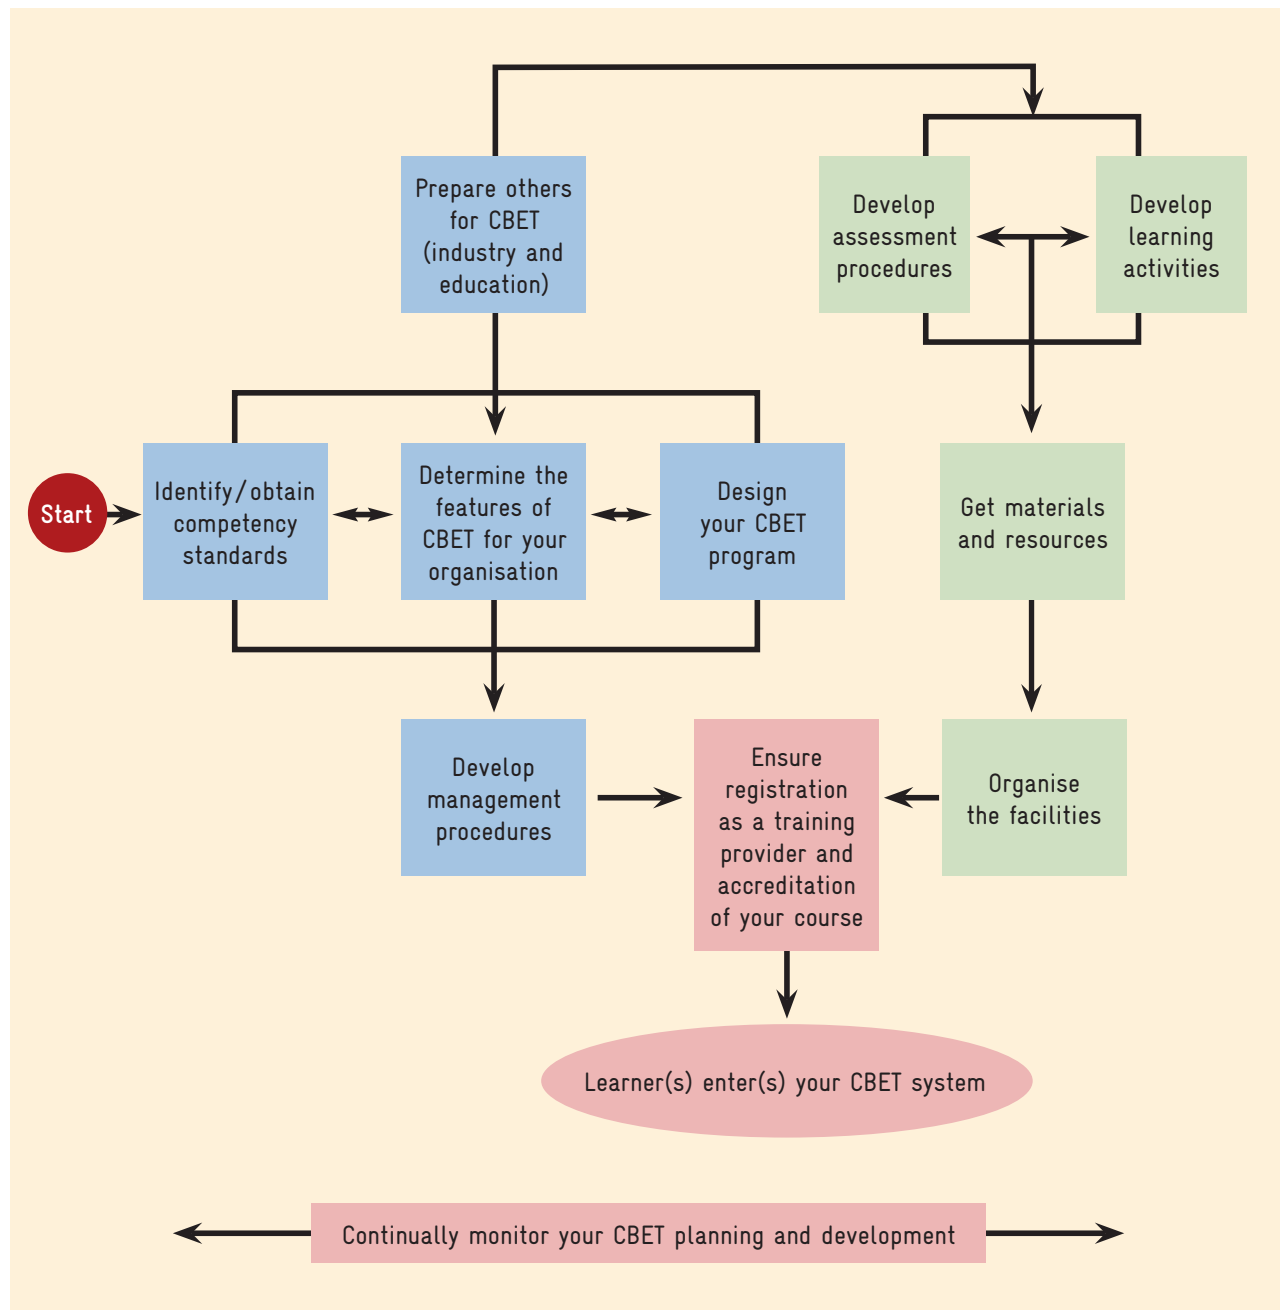 Prepare others
for CBET
(industry and
education)
Develop
assessment
procedures
Develop
learning
activities
Start
Identify/obtain
competency
standards
Determine the
features of
CBET for your
organisation
Design
your CBET
program
Get materials
and resources
Develop
management
procedures
Ensure
registration
as a training
provider and
accreditation
of your course
Organise
the facilities
Learner(s) enter(s) your CBET system
Continually monitor your CBET planning and development